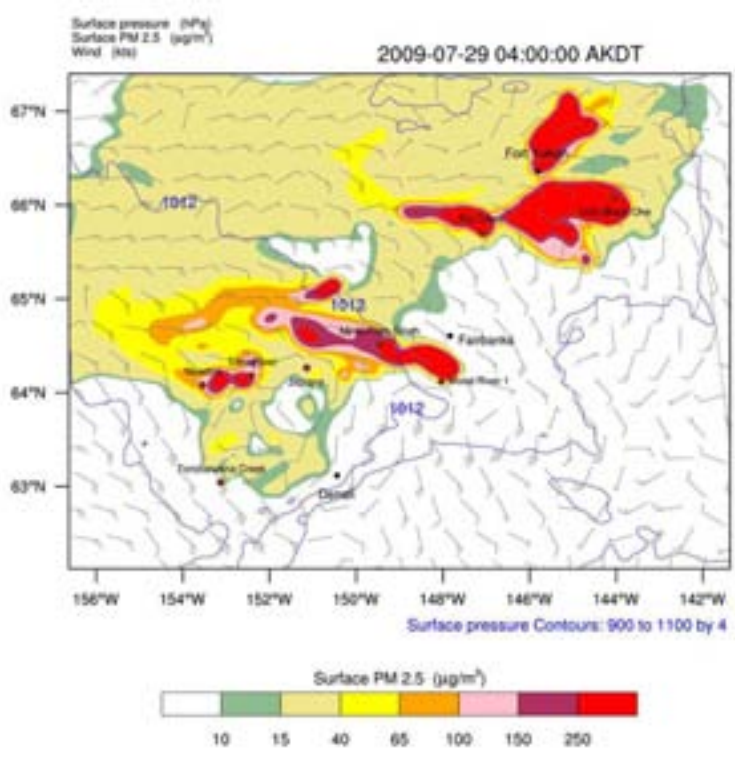 Surface pressure (hPa)
Surface PM 2.5 (µg/m³)
Wind (kts)
2009-07-29 04:00:00 AKDT
67°N
66°N
65°N
64°N
63°N
Fort
1012
1012
Fairbanks
1012
Denali
156°W 154°W 152°W 150°W 148°W 146°W 144°W 142°W
Surface pressure Contours: 900 to 1100 by 4
Surface PM 2.5 (µg/m³)
10 15 40 65 100 150 250